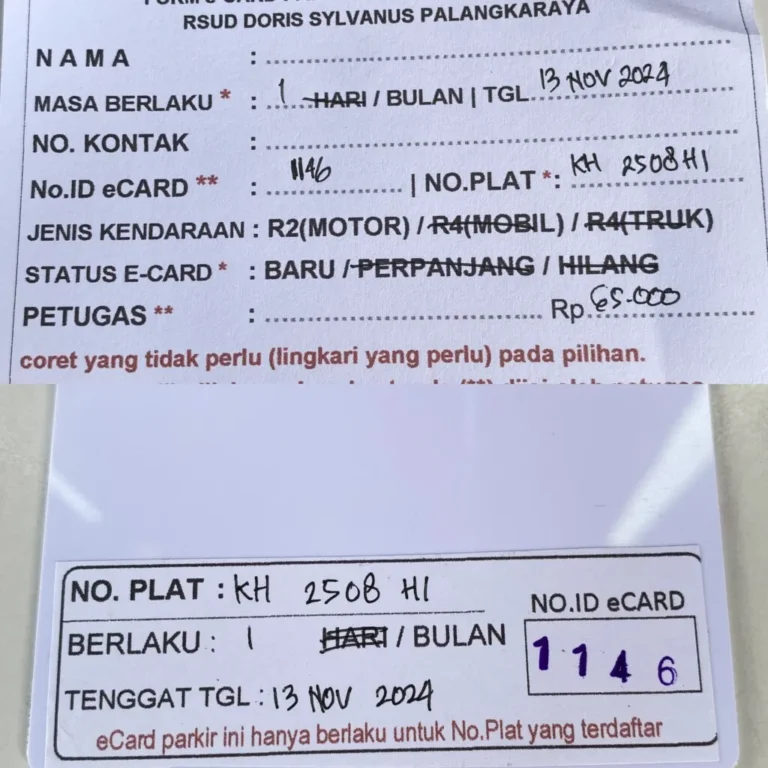 RSUD DORIS SYLVANUS PALANGKARAYA
NAMA :
MASA BERLAKU * : 1 HARI / BULAN | TGL 13 NOV 2024
NO. KONTAK :
No.ID eCARD ** : 1146 | NO.PLAT *: KH 2508 HI
JENIS KENDARAAN : R2(MOTOR) / R4(MOBIL) / R4(TRUK)
STATUS E-CARD * : BARU / PERPANJANG / HILANG
PETUGAS ** : Rp 65.000
coret yang tidak perlu (lingkari yang perlu) pada pilihan.
NO. PLAT : KH 2508 HI
NO.ID eCARD
BERLAKU : 1 HARI / BULAN
1146
TENGGAT TGL : 13 NOV 2024
eCard parkir ini hanya berlaku untuk No.Plat yang terdaftar